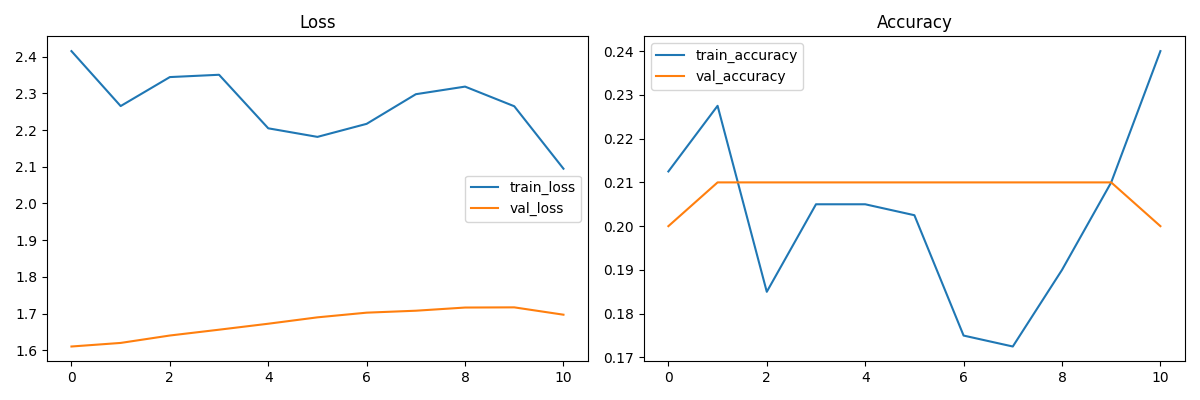 Loss
2.4
2.3
2.2
2.1
2.0
1.9
1.8
1.7
1.6
0 2 4 6 8 10
train_loss
val_loss
Accuracy
0.24
0.23
0.22
0.21
0.20
0.19
0.18
0.17
0 2 4 6 8 10
train_accuracy
val_accuracy